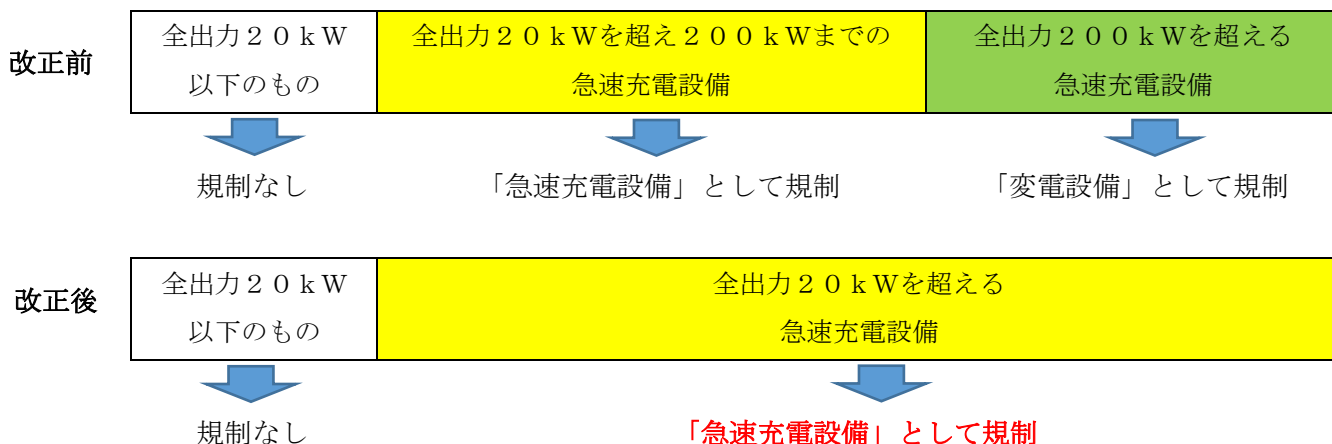 改正前
全出力２０ｋＷ
以下のもの
全出力２０ｋＷを超え２００ｋＷまでの
急速充電設備
全出力２００ｋＷを超える
急速充電設備
規制なし
「急速充電設備」として規制
「変電設備」として規制
改正後
全出力２０ｋＷ
以下のもの
全出力２０ｋＷを超える
急速充電設備
規制なし
「急速充電設備」として規制